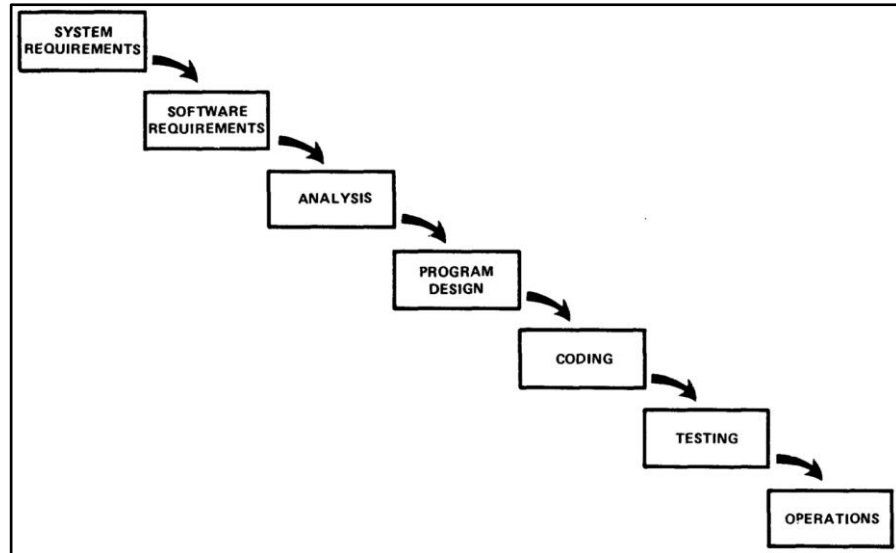 SYSTEM
REQUIREMENTS
SOFTWARE
REQUIREMENTS
ANALYSIS
PROGRAM
DESIGN
CODING
TESTING
OPERATIONS